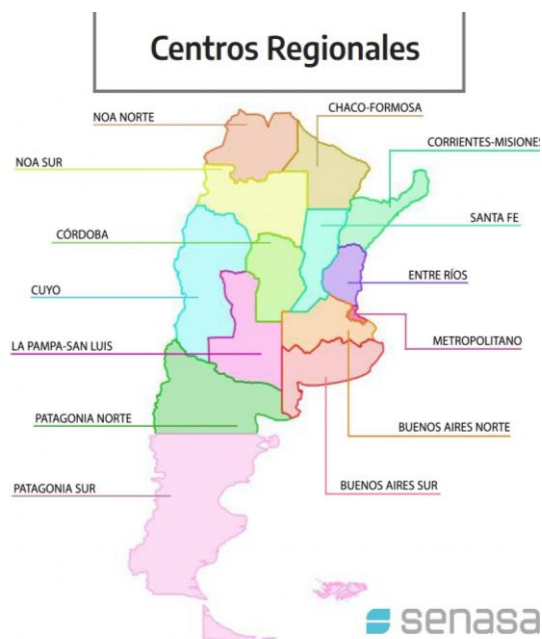 Centros Regionales
CHACO-FORMOSA
NOA NORTE
CORRIENTES-MISIONES
NOA SUR
SANTA FE
CÓRDOBA
ENTRE RÍOS
CUYO
METROPOLITANO
LA PAMPA-SAN LUIS
PATAGONIA NORTE
BUENOS AIRES NORTE
BUENOS AIRES SUR
PATAGONIA SUR
senasa